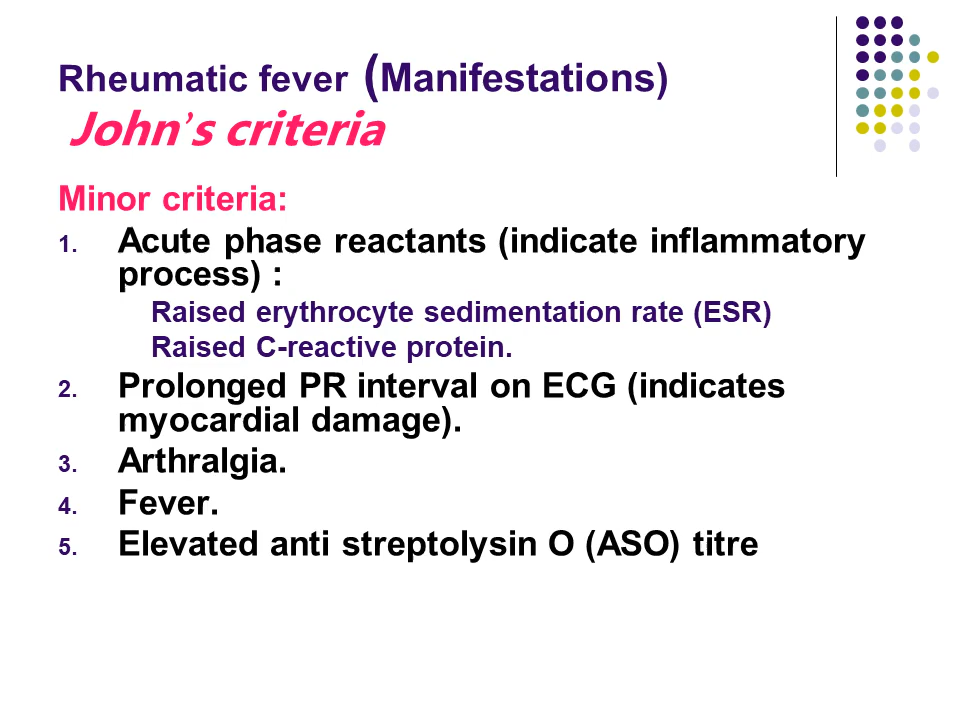 Rheumatic fever (Manifestations)
John's criteria
Minor criteria:
1. Acute phase reactants (indicate inflammatory
process) :
Raised erythrocyte sedimentation rate (ESR)
Raised C-reactive protein.
2. Prolonged PR interval on ECG (indicates
myocardial damage).
3. Arthralgia.
4. Fever.
5. Elevated anti streptolysin O (ASO) titre